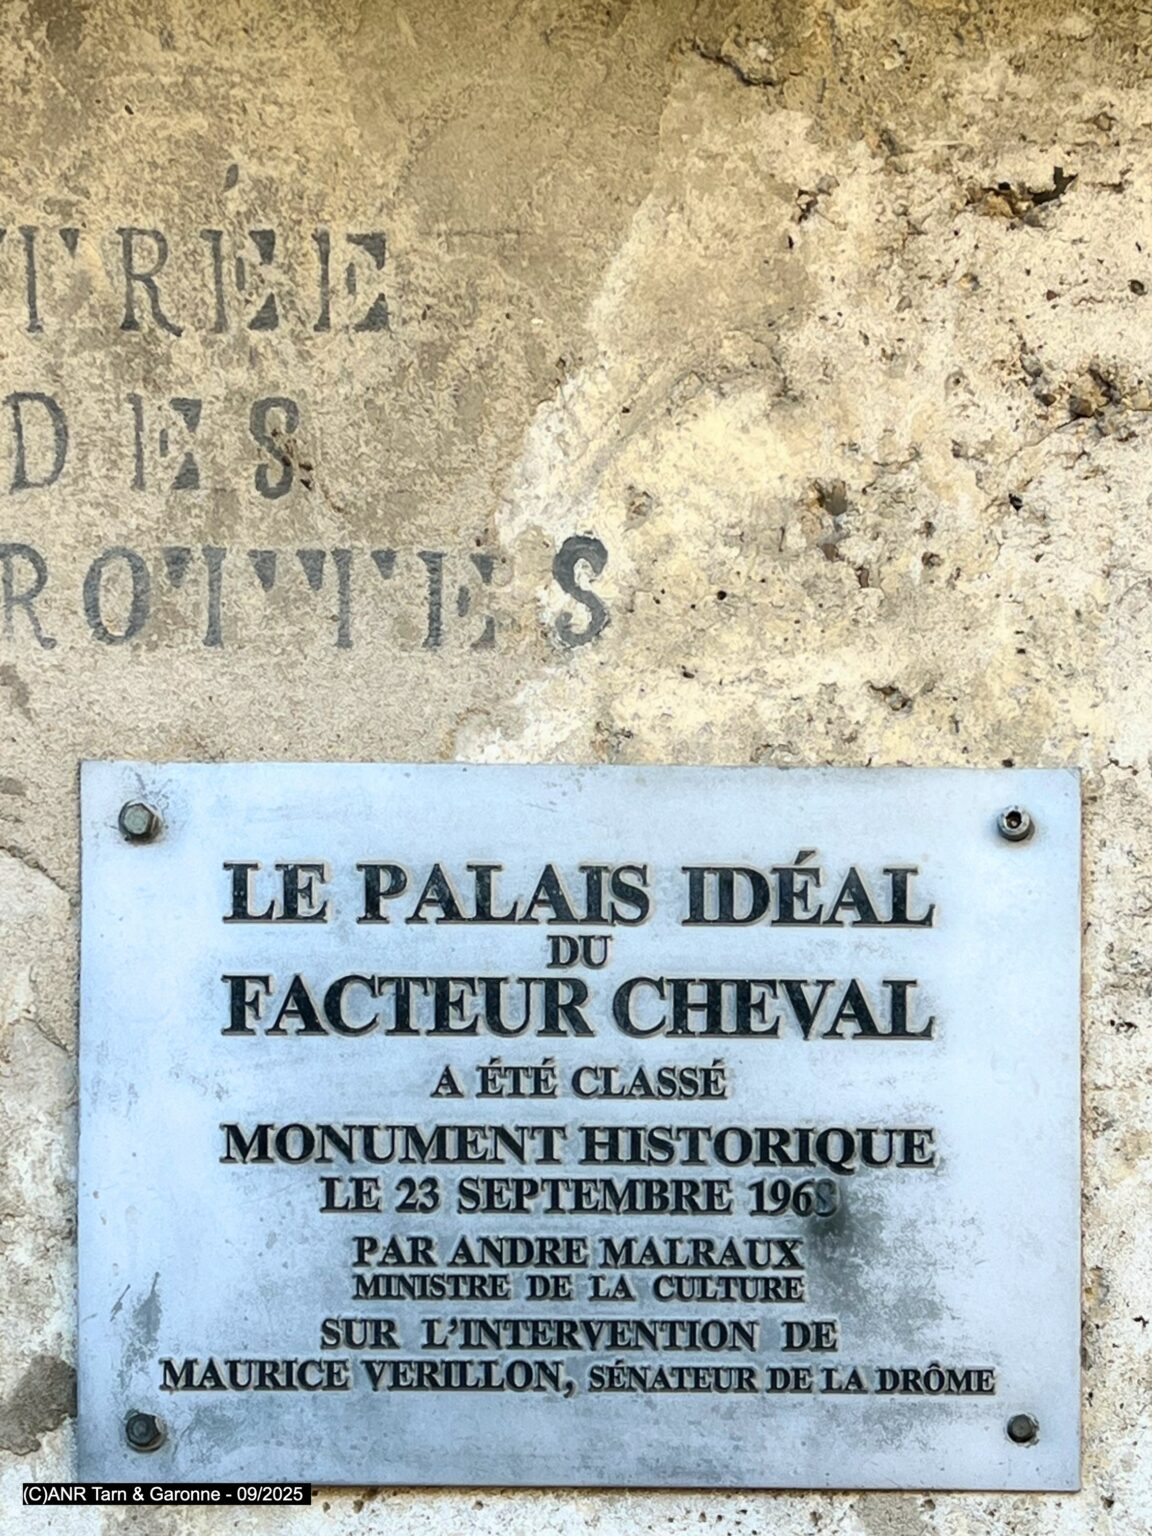 TRÉE
DES
ROTTES
LE PALAIS IDÉAL
DU
FACTEUR CHEVAL
A ÉTÉ CLASSÉ
MONUMENT HISTORIQUE
LE 23 SEPTEMBRE 196
PAR ANDRE MALRAUX
MINISTRE DE LA CULTURE
SUR L'INTERVENTION DE
MAURICE VERILLON, SÉNATEUR DE LA DRÔME
(C)ANR Tarn & Garonne - 09/2025